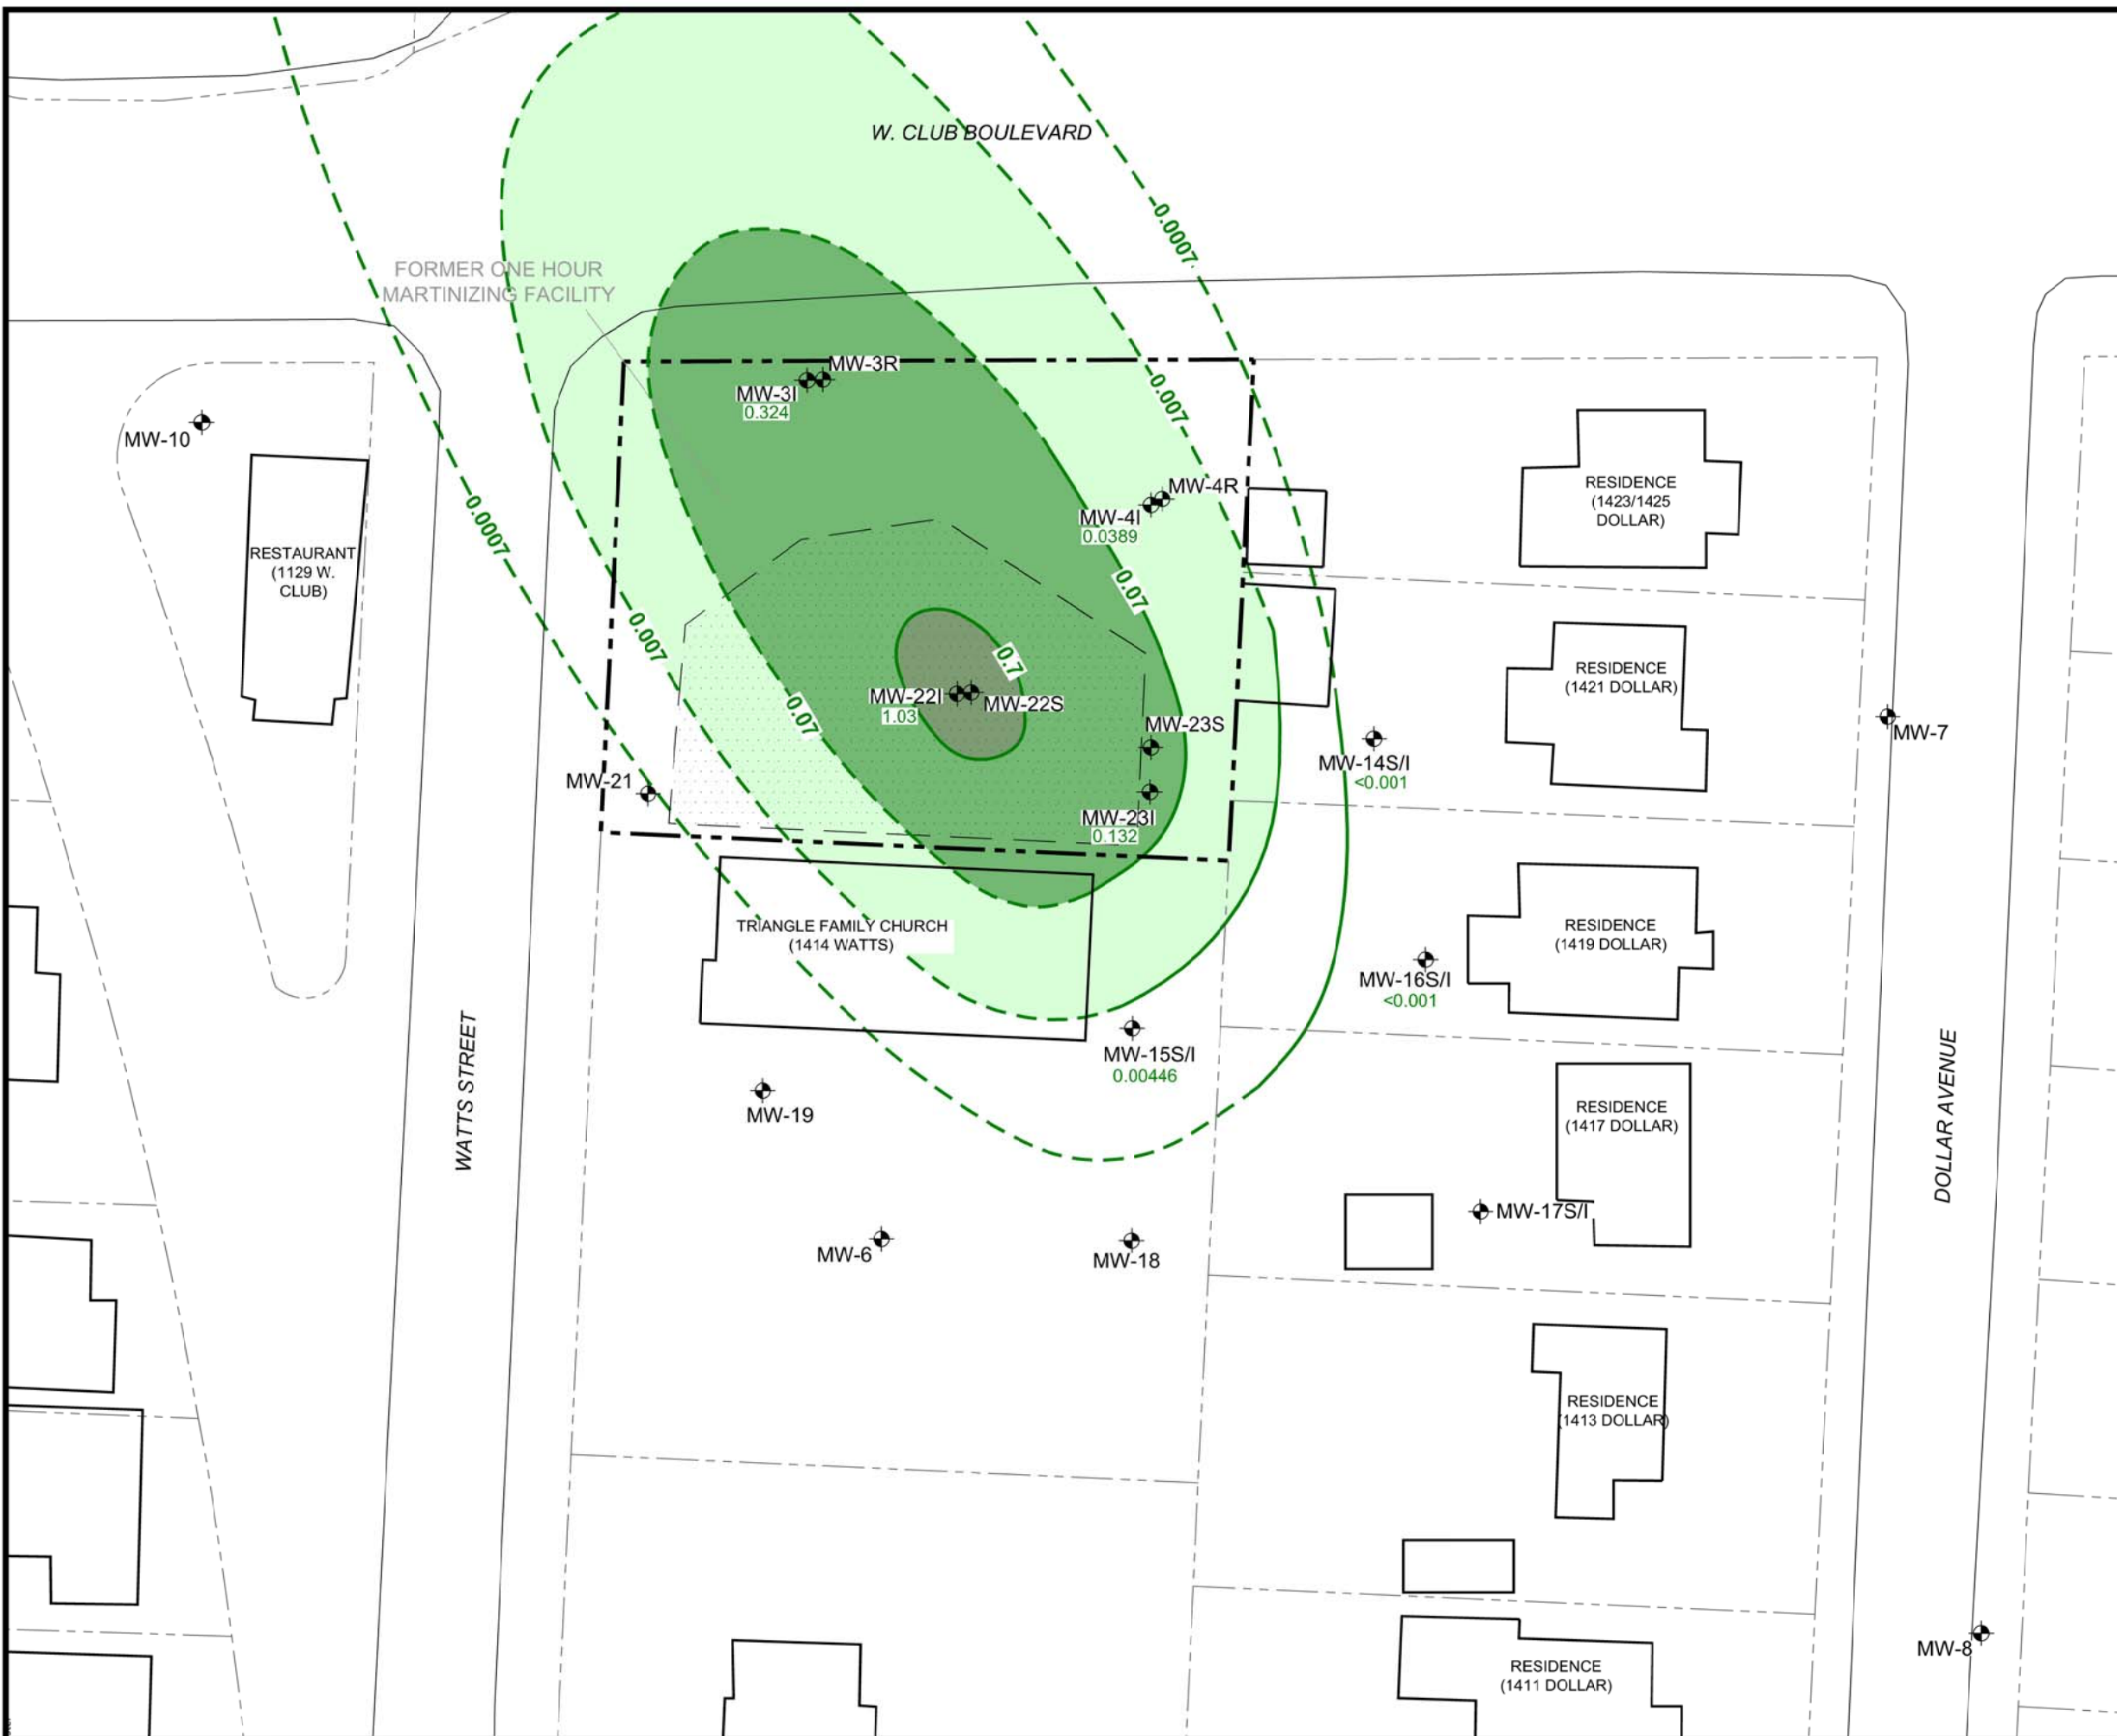 W. CLUB BOULEVARD
0.0007
FORMER ONE HOUR
MARTINIZING FACILITY
MW-3R
MW-3I
0.324
0.007
MW-10
MW-4R
MW-4I
0.0389
RESIDENCE
(1423/1425
DOLLAR)
0.0007
RESTAURANT
(1129 W.
CLUB)
0.07
0.007
0.7
RESIDENCE
(1421 DOLLAR)
MW-22I
1.03
MW-22S
0.07
MW-23S
MW-7
MW-14S/I
<0.001
MW-21
MW-23I
0.132
TRIANGLE FAMILY CHURCH
(1414 WATTS)
RESIDENCE
(1419 DOLLAR)
MW-16S/I
<0.001
WATTS STREET
MW-15S/I
0.00446
MW-19
RESIDENCE
(1417 DOLLAR)
DOLLAR AVENUE
MW-17S/I
MW-6
MW-18
RESIDENCE
(1413 DOLLAR)
MW-8
RESIDENCE
(1411 DOLLAR)